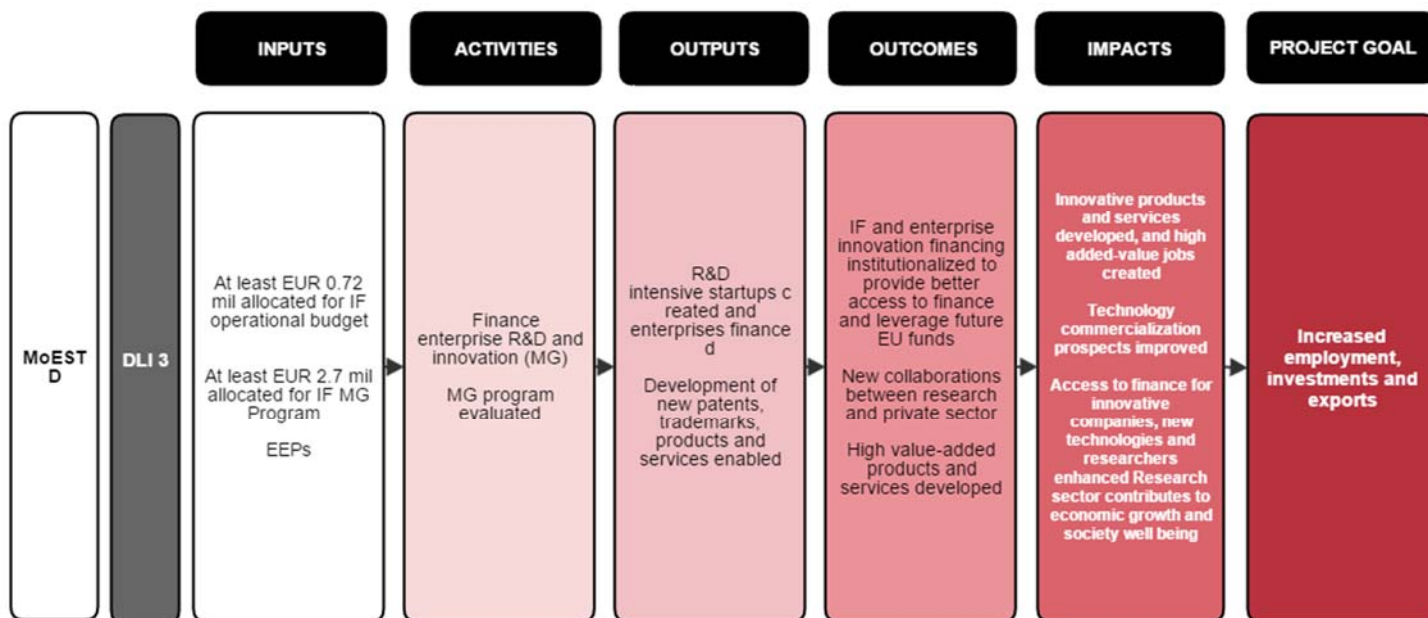 INPUTS
ACTIVITIES
OUTPUTS
OUTCOMES
IMPACTS
PROJECT GOAL
MoEST
D
DLI 3
At least EUR 0.72
mil allocated for IF
operational budget
At least EUR 2.7 mil
allocated for IF MG
Program
EEPs
Finance
enterprise R&D and
innovation (MG)
MG program
evaluated
R&D
intensive startups c
reated and
enterprises finance
d
Development of
new patents,
trademarks,
products and
services enabled
IF and enterprise
innovation financing
institutionalized to
provide better
access to finance
and leverage future
EU funds
New collaborations
between research
and private sector
High value-added
products and
services developed
Innovative products
and services
developed, and high
added-value jobs
created
Technology
commercialization
prospects improved
Access to finance for
innovative
companies, new
technologies and
researchers
enhanced Research
sector contributes to
economic growth and
society well being
Increased
employment,
investments and
exports